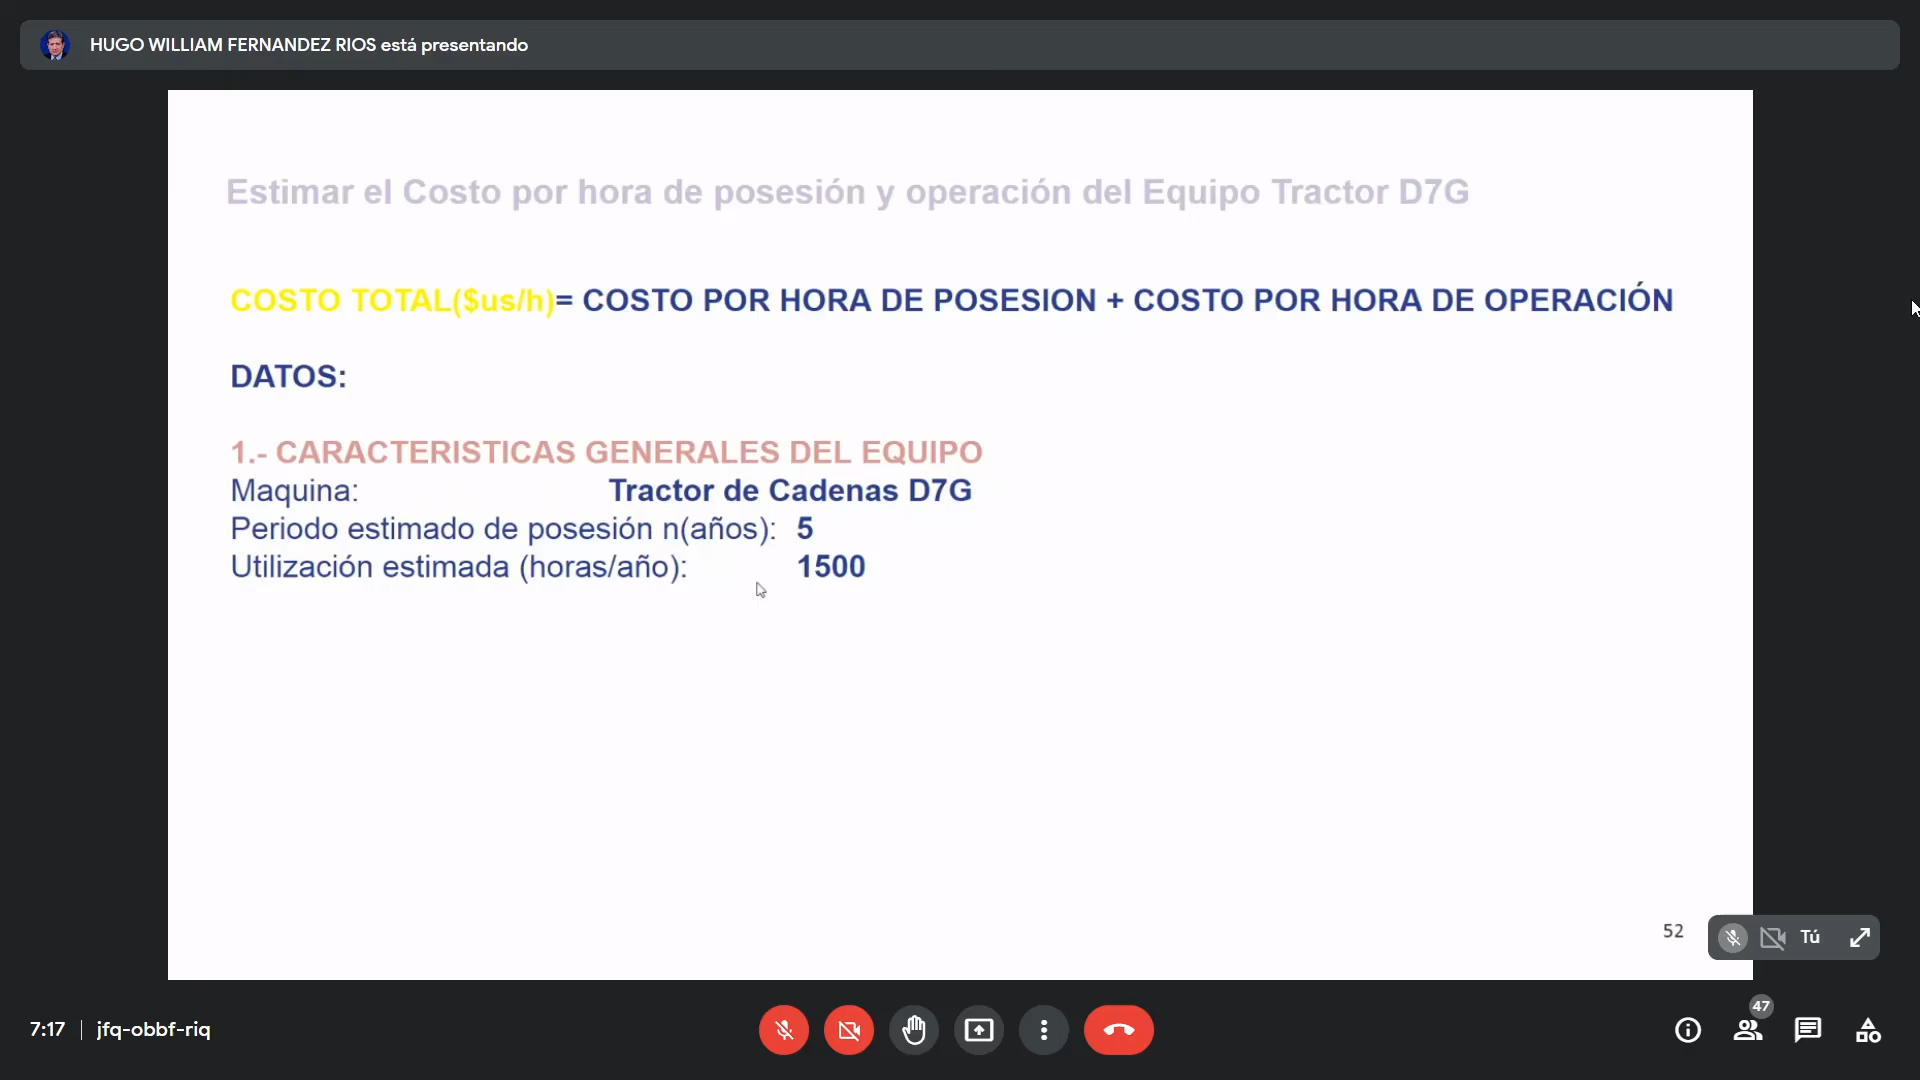 HUGO WILLIAM FERNANDEZ RIOS está presentando
Estimar el Costo por hora de posesión y operación del Equipo Tractor D7G
COSTO TOTAL($us/h)= COSTO POR HORA DE POSESION + COSTO POR HORA DE OPERACIÓN
DATOS:
1.- CARACTERISTICAS GENERALES DEL EQUIPO
Maquina: Tractor de Cadenas D7G
Periodo estimado de posesión n(años): 5
Utilización estimada (horas/año): 1500
52
Tú
47
7:17 | jfq-obbf-riq